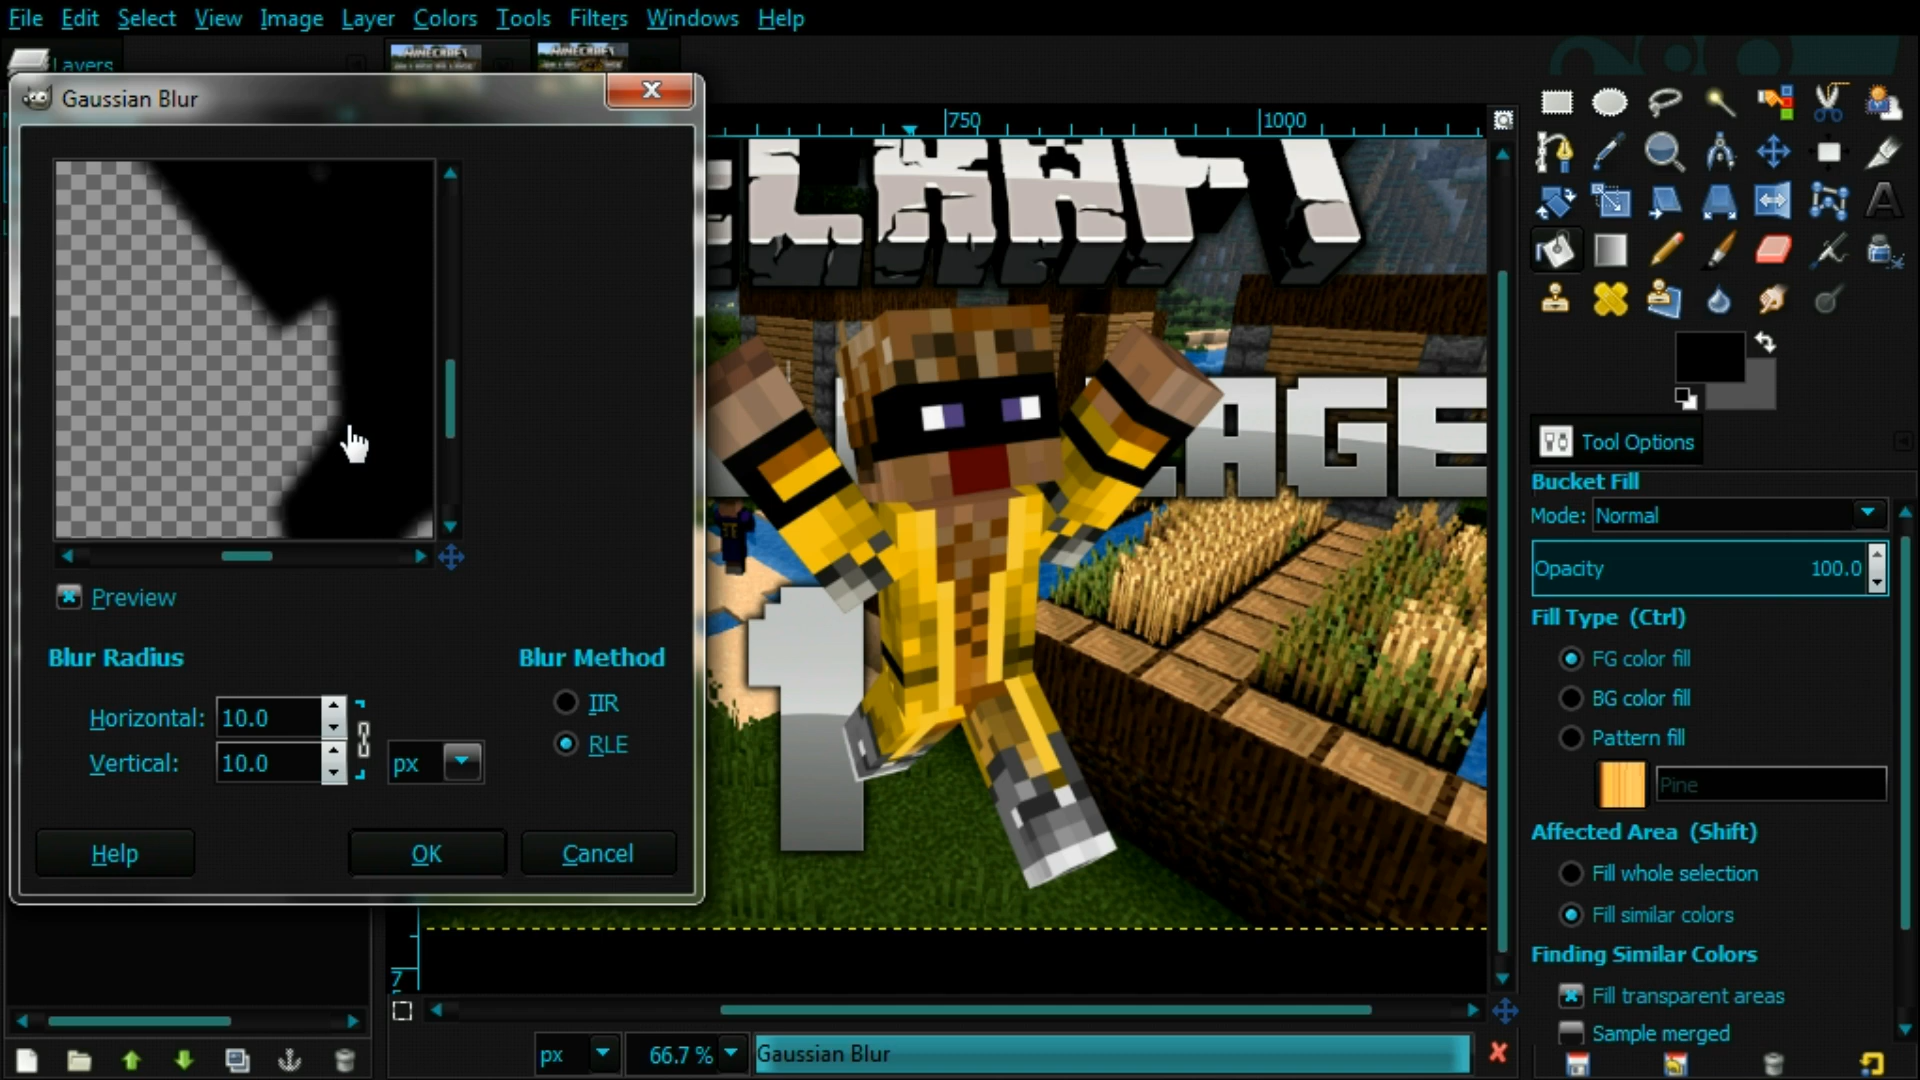 File Edit Select View Image Layer Colors Tools Filters Windows Help
Layers
Gaussian Blur
Preview
Blur Radius
Horizontal: 10.0
Vertical: 10.0
px
Blur Method
IIR
RLE
Help
OK
Cancel
750
1000
LAGE
1
7
px
66.7 %
Gaussian Blur
Tool Options
Bucket Fill
Mode: Normal
Opacity 100.0
Fill Type (Ctrl)
FG color fill
BG color fill
Pattern fill
Pine
Affected Area (Shift)
Fill whole selection
Fill similar colors
Finding Similar Colors
Fill transparent areas
Sample merged